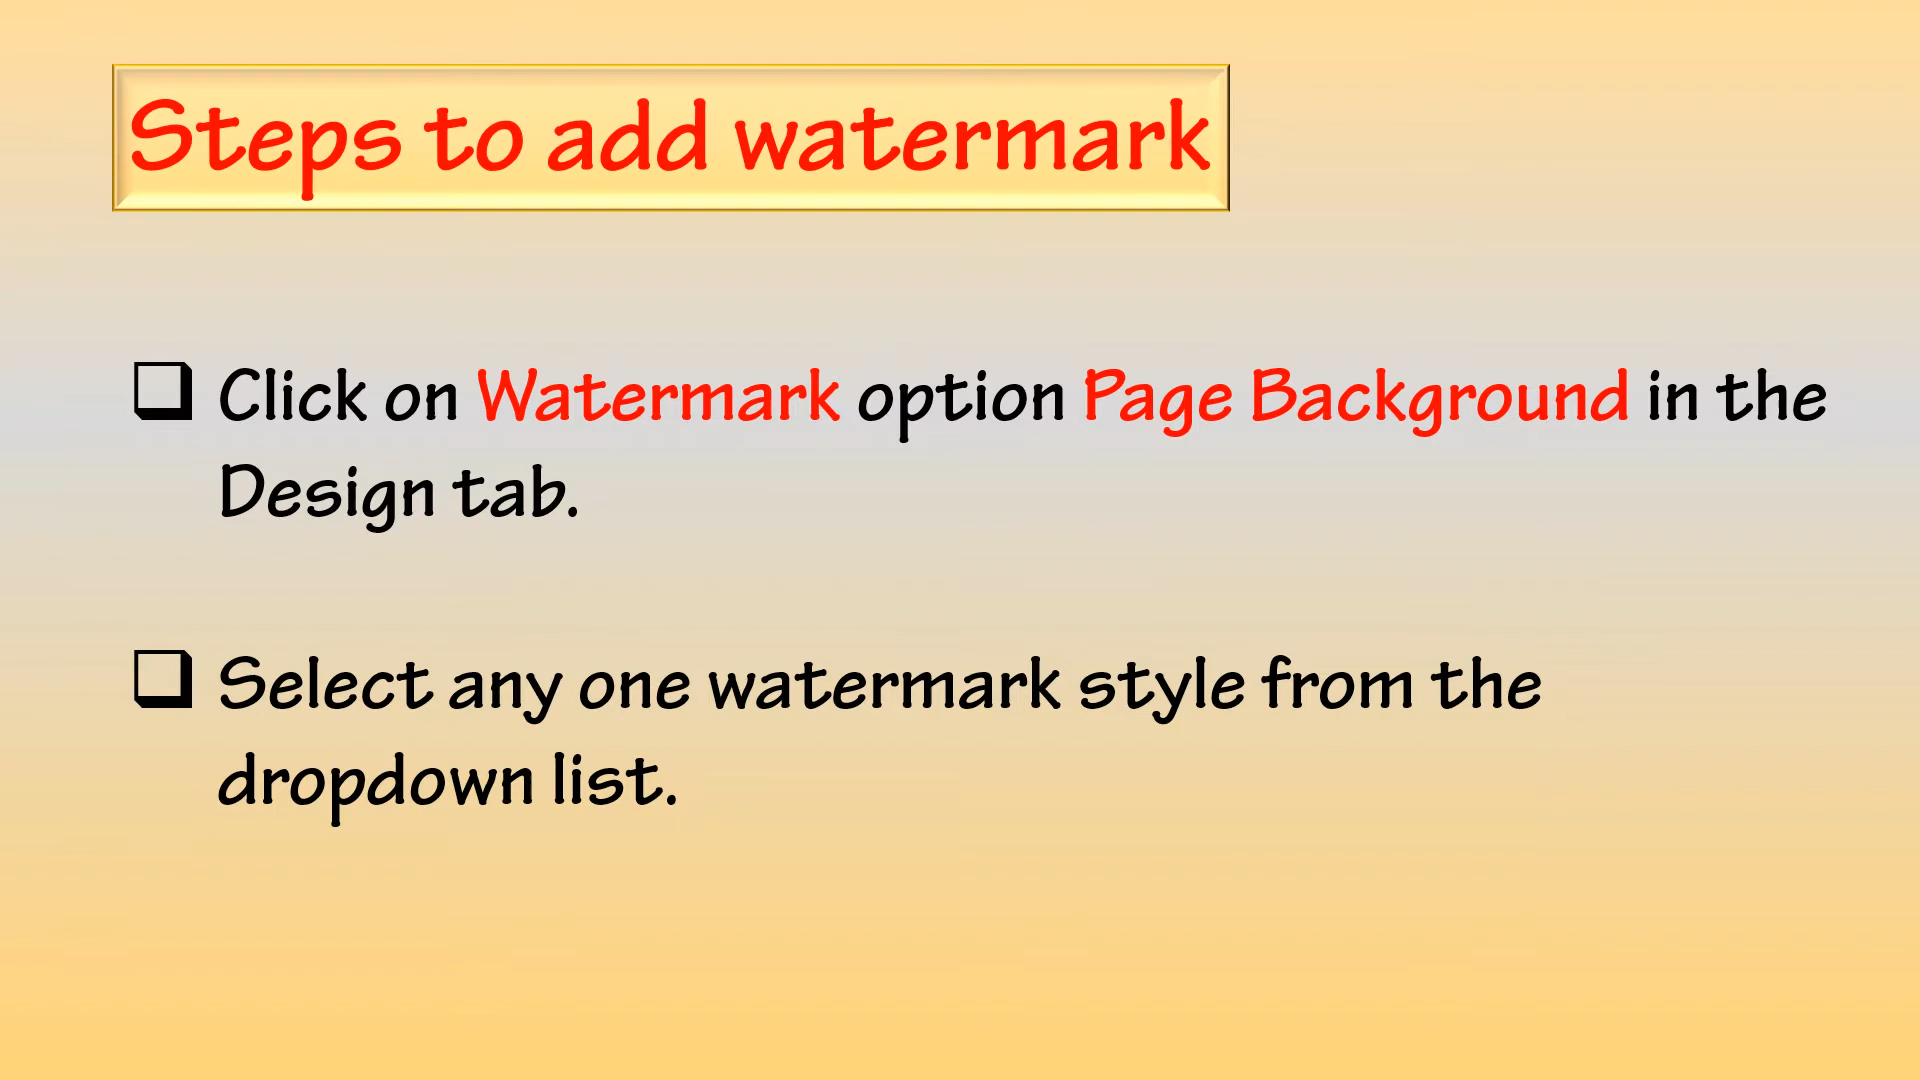 Steps to add watermark
Click on Watermark option Page Background in the
Design tab.
Select any one watermark style from the
dropdown list.